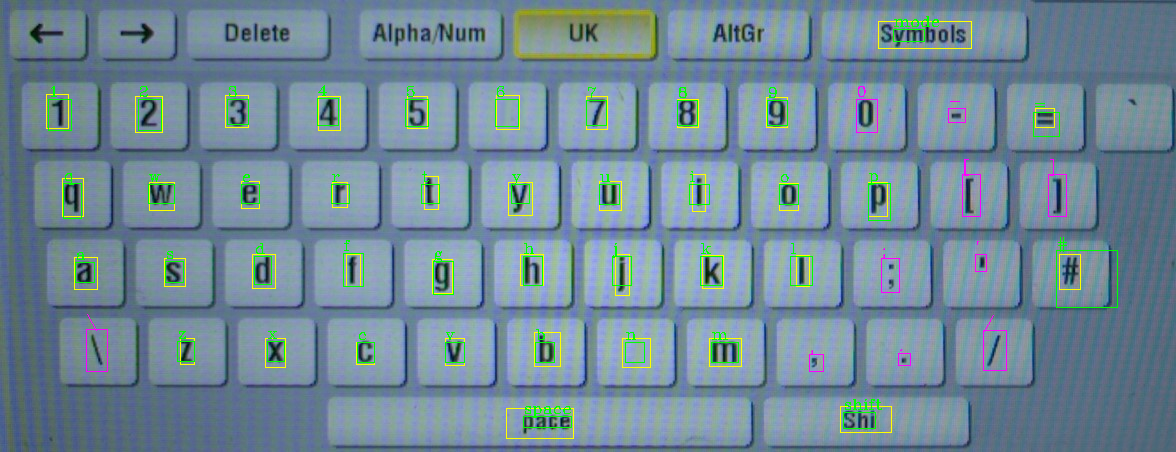 ← → Delete Alpha/Num UK AltGr Symbols
1 2 3 4 5 7 8 9 0 - = `
q w e r t y u i o p [ ]
a s d f g h j k l ; ' #
\ z x c v b m , . /
pace Shi